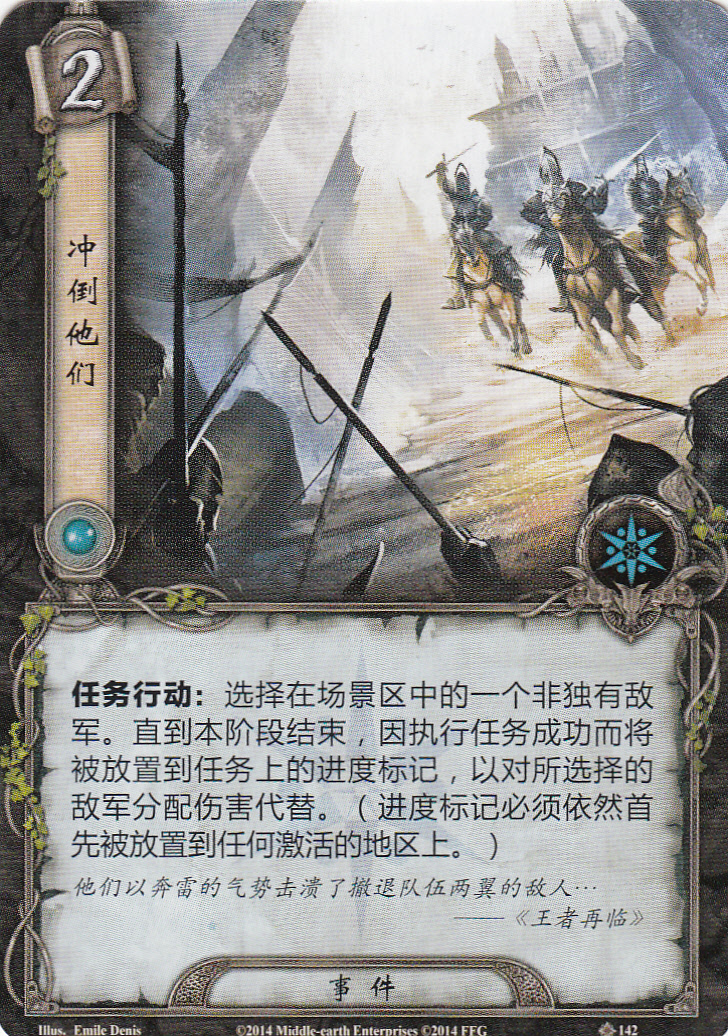 2
冲倒他们
任务行动：选择在场景区中的一个非独有敌
军。直到本阶段结束，因执行任务成功而将
被放置到任务上的进度标记，以对所选择的
敌军分配伤害代替。（进度标记必须依然首
先被放置到任何激活的地区上。）
他们以奔雷的气势击溃了撤退队伍两翼的敌人…
——《王者再临》
事件
Illus. Emile Denis ©2014 Middle-earth Enterprises ©2014 FFG 142